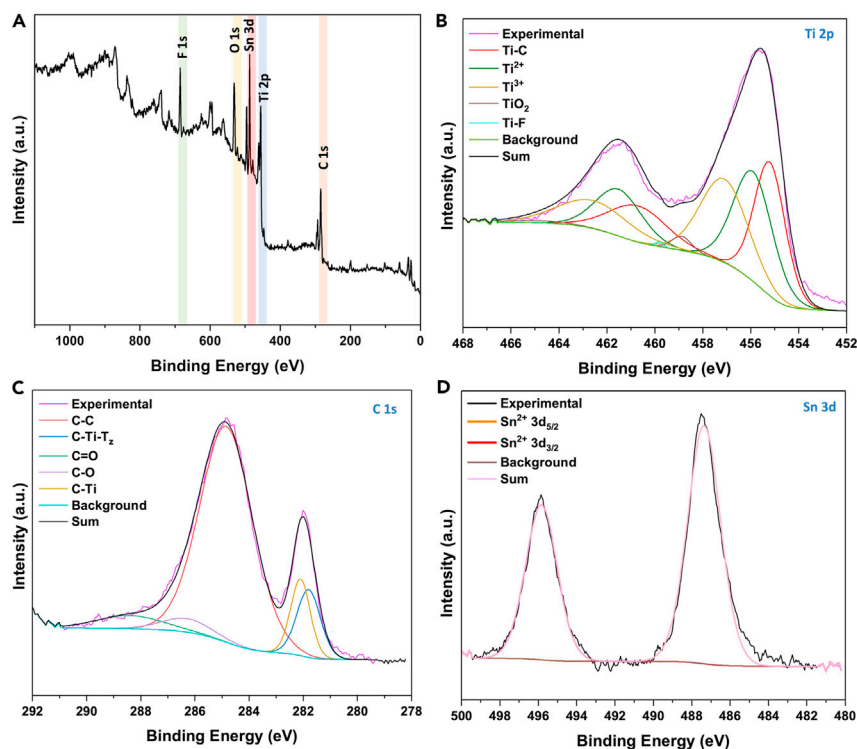 A
F 1s
O 1s
Sn 3d
Ti 2p
C 1s
Intensity (a.u.)
1000 800 600 400 200 0
Binding Energy (eV)
B
Ti 2p
Experimental
Ti-C
Ti²⁺
Ti³⁺
TiO₂
Ti-F
Background
Sum
Intensity (a.u.)
468 466 464 462 460 458 456 454 452
Binding Energy (eV)
C
C 1s
Experimental
C-C
C-Ti-T_z
C=O
C-O
C-Ti
Background
Sum
Intensity (a.u.)
292 290 288 286 284 282 280 278
Binding Energy (eV)
D
Sn 3d
Experimental
Sn²⁺ 3d₅/₂
Sn²⁺ 3d₃/₂
Background
Sum
Intensity (a.u.)
500 498 496 494 492 490 488 486 484 482 480
Binding Energy (eV)